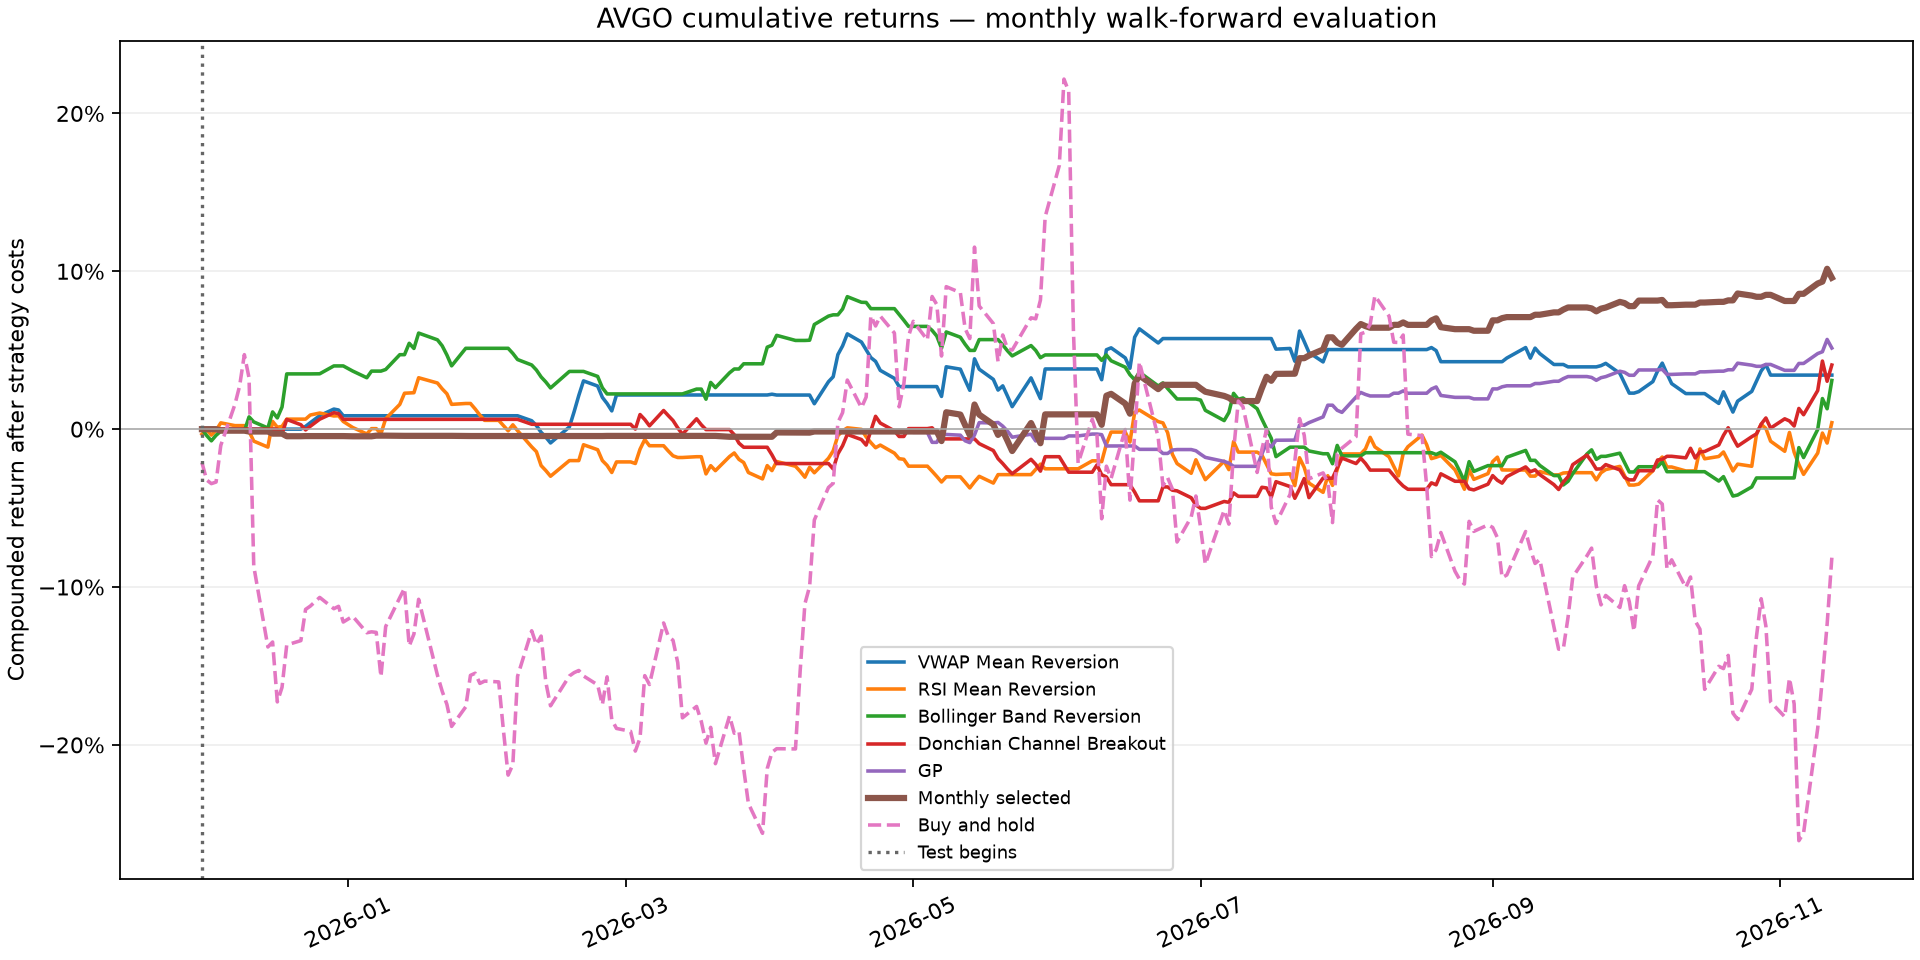 AVGO cumulative returns — monthly walk-forward evaluation
Compounded return after strategy costs
20%
10%
0%
−10%
−20%
VWAP Mean Reversion
RSI Mean Reversion
Bollinger Band Reversion
Donchian Channel Breakout
GP
Monthly selected
Buy and hold
Test begins
2026-01
2026-03
2026-05
2026-07
2026-09
2026-11